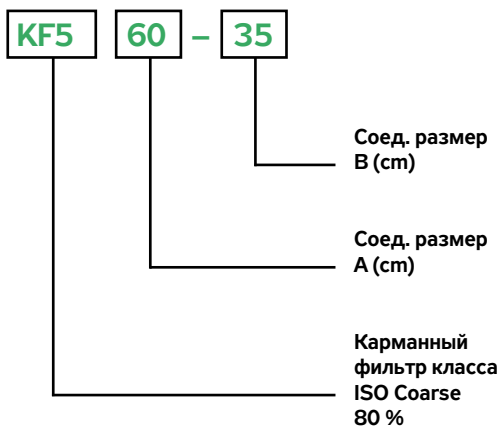 KF5 60 – 35
Соед. размер
B (cm)
Соед. размер
A (cm)
Карманный
фильтр класса
ISO Coarse
80 %